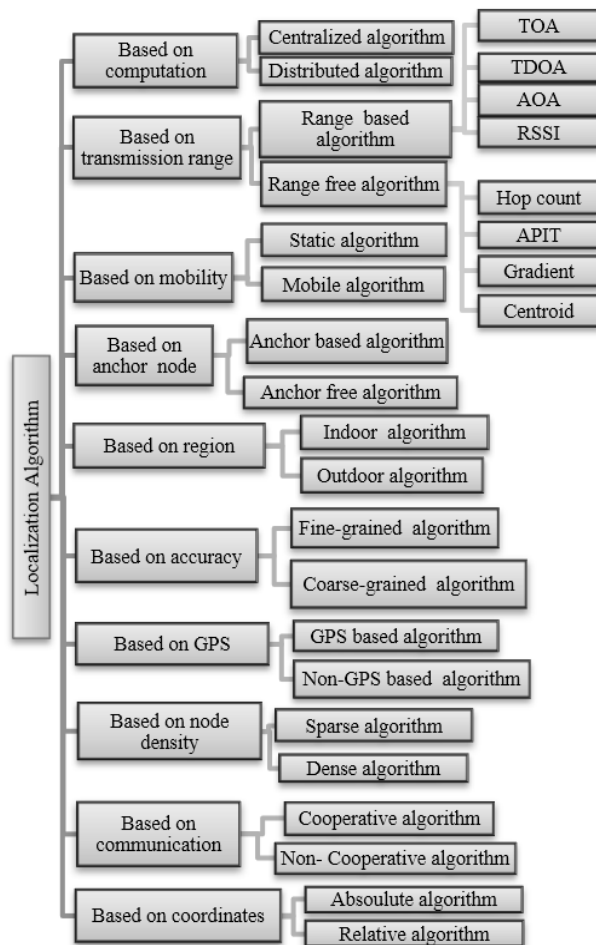 Localization Algorithm
Based on
computation
Centralized algorithm
Distributed algorithm
Based on
transmission range
Range based
algorithm
TOA
TDOA
AOA
RSSI
Range free algorithm
Hop count
APIT
Gradient
Centroid
Based on mobility
Static algorithm
Mobile algorithm
Based on
anchor node
Anchor based algorithm
Anchor free algorithm
Based on region
Indoor algorithm
Outdoor algorithm
Based on accuracy
Fine-grained algorithm
Coarse-grained algorithm
Based on GPS
GPS based algorithm
Non-GPS based algorithm
Based on node
density
Sparse algorithm
Dense algorithm
Based on
communication
Cooperative algorithm
Non- Cooperative algorithm
Based on coordinates
Absoulute algorithm
Relative algorithm